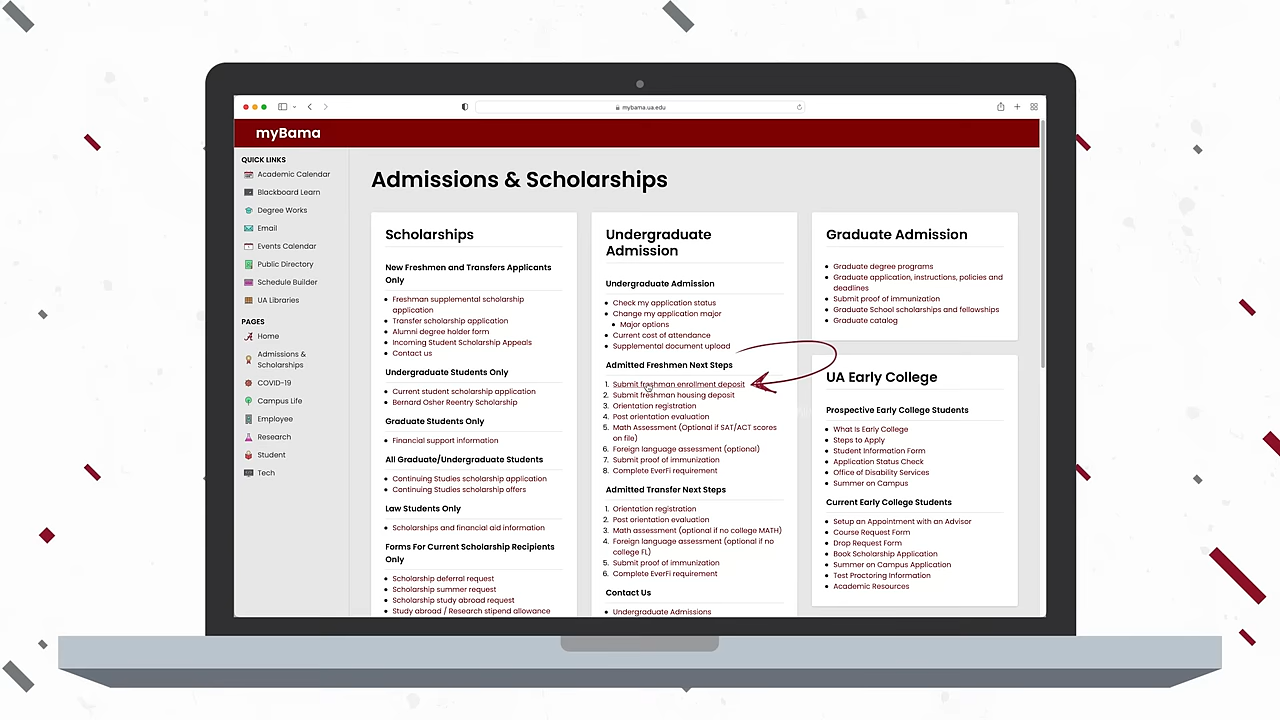 mybama.ua.edu
myBama
QUICK LINKS
Academic Calendar
Blackboard Learn
Degree Works
Email
Events Calendar
Public Directory
Schedule Builder
UA Libraries
PAGES
Home
Admissions &
Scholarships
COVID-19
Campus Life
Employee
Research
Student
Tech
Admissions & Scholarships
Scholarships
New Freshmen and Transfers Applicants
Only
Freshman supplemental scholarship
application
Transfer scholarship application
Alumni degree holder form
Incoming Student Scholarship Appeals
Contact us
Undergraduate Students Only
Current student scholarship application
Bernard Osher Reentry Scholarship
Graduate Students Only
Financial support information
All Graduate/Undergraduate Students
Continuing Studies scholarship application
Continuing Studies scholarship offers
Law Students Only
Scholarships and financial aid information
Forms For Current Scholarship Recipients
Only
Scholarship deferral request
Scholarship summer request
Scholarship study abroad request
Study abroad / Research stipend allowance
Undergraduate
Admission
Undergraduate Admission
Check my application status
Change my application major
Major options
Current cost of attendance
Supplemental document upload
Admitted Freshmen Next Steps
1. Submit freshman enrollment deposit
2. Submit freshman housing deposit
3. Orientation registration
4. Post orientation evaluation
5. Math Assessment (Optional if SAT/ACT scores
on file)
6. Foreign language assessment (optional)
7. Submit proof of immunization
8. Complete EverFi requirement
Admitted Transfer Next Steps
1. Orientation registration
2. Post orientation evaluation
3. Math assessment (optional if no college MATH)
4. Foreign language assessment (optional if no
college FL)
5. Submit proof of immunization
6. Complete EverFi requirement
Contact Us
Undergraduate Admissions
Graduate Admission
Graduate degree programs
Graduate application, instructions, policies and
deadlines
Submit proof of immunization
Graduate School scholarships and fellowships
Graduate catalog
UA Early College
Prospective Early College Students
What Is Early College
Steps to Apply
Student Information Form
Application Status Check
Office of Disability Services
Summer on Campus
Current Early College Students
Setup an Appointment with an Advisor
Course Request Form
Drop Request Form
Book Scholarship Application
Summer on Campus Application
Test Proctoring Information
Academic Resources